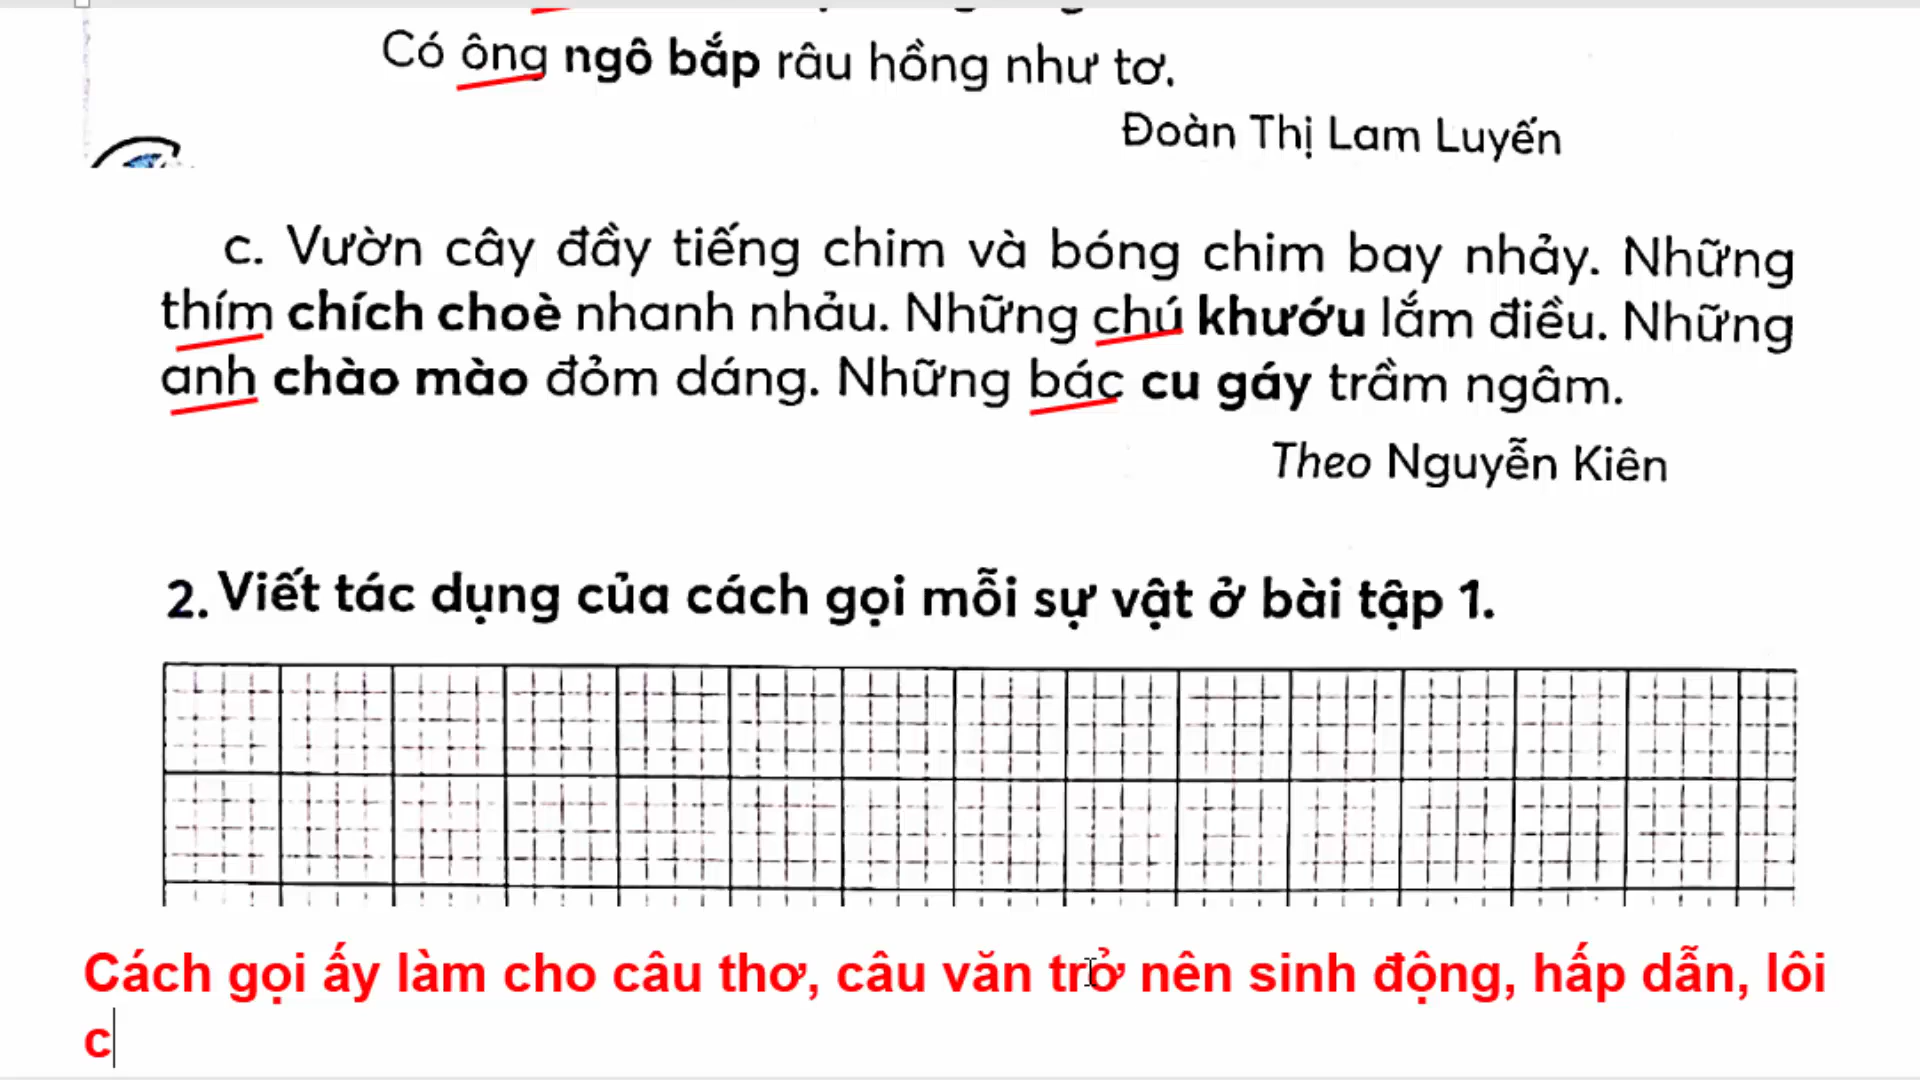 Có ông ngô bắp râu hồng như tơ.
Đoàn Thị Lam Luyến
c. Vườn cây đầy tiếng chim và bóng chim bay nhảy. Những
thím chích choè nhanh nhảu. Những chú khướu lắm điều. Những
anh chào mào đỏm dáng. Những bác cu gáy trầm ngâm.
Theo Nguyễn Kiên
2. Viết tác dụng của cách gọi mỗi sự vật ở bài tập 1.
Cách gọi ấy làm cho câu thơ, câu văn trở nên sinh động, hấp dẫn, lôi
c